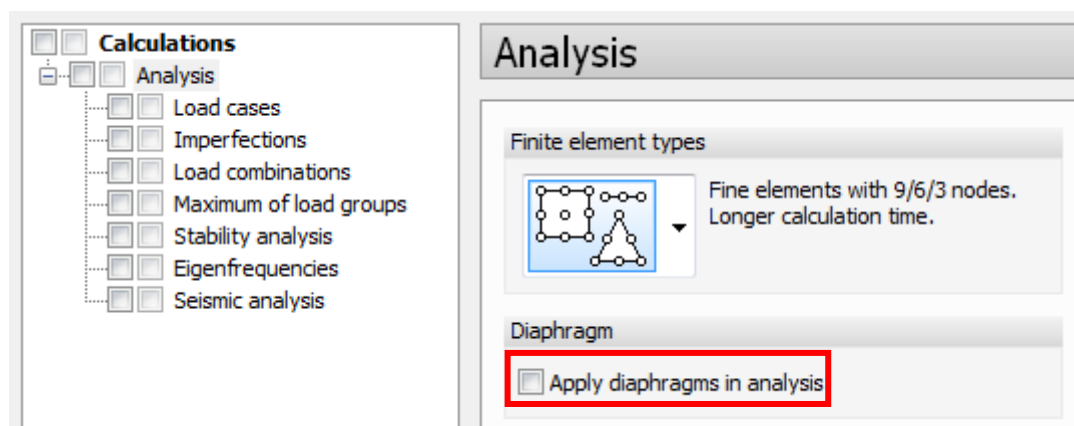 Calculations
Analysis
Load cases
Imperfections
Load combinations
Maximum of load groups
Stability analysis
Eigenfrequencies
Seismic analysis
Analysis
Finite element types
Fine elements with 9/6/3 nodes.
Longer calculation time.
Diaphragm
Apply diaphragms in analysis